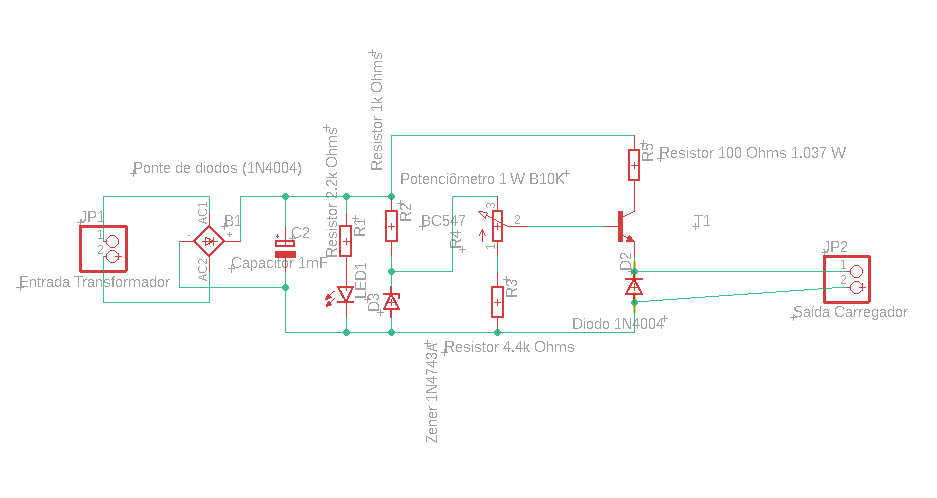 Resistor 1k Ohms
Resistor 2.2k Ohms
R5
Resistor 100 Ohms 1.037 W
Ponte de diodos (1N4004)
Potenciômetro 1 W B10K
JP1
1
2
AC1
AC2
-
+
B1
C2
+
Capacitor 1mF
R1
R2
BC547
R4
3
2
1
T1
JP2
1
2
Entrada Transformador
LED1
D3
R3
D2
Diodo 1N4004
Saida Carregador
Zener 1N4743A
Resistor 4.4k Ohms